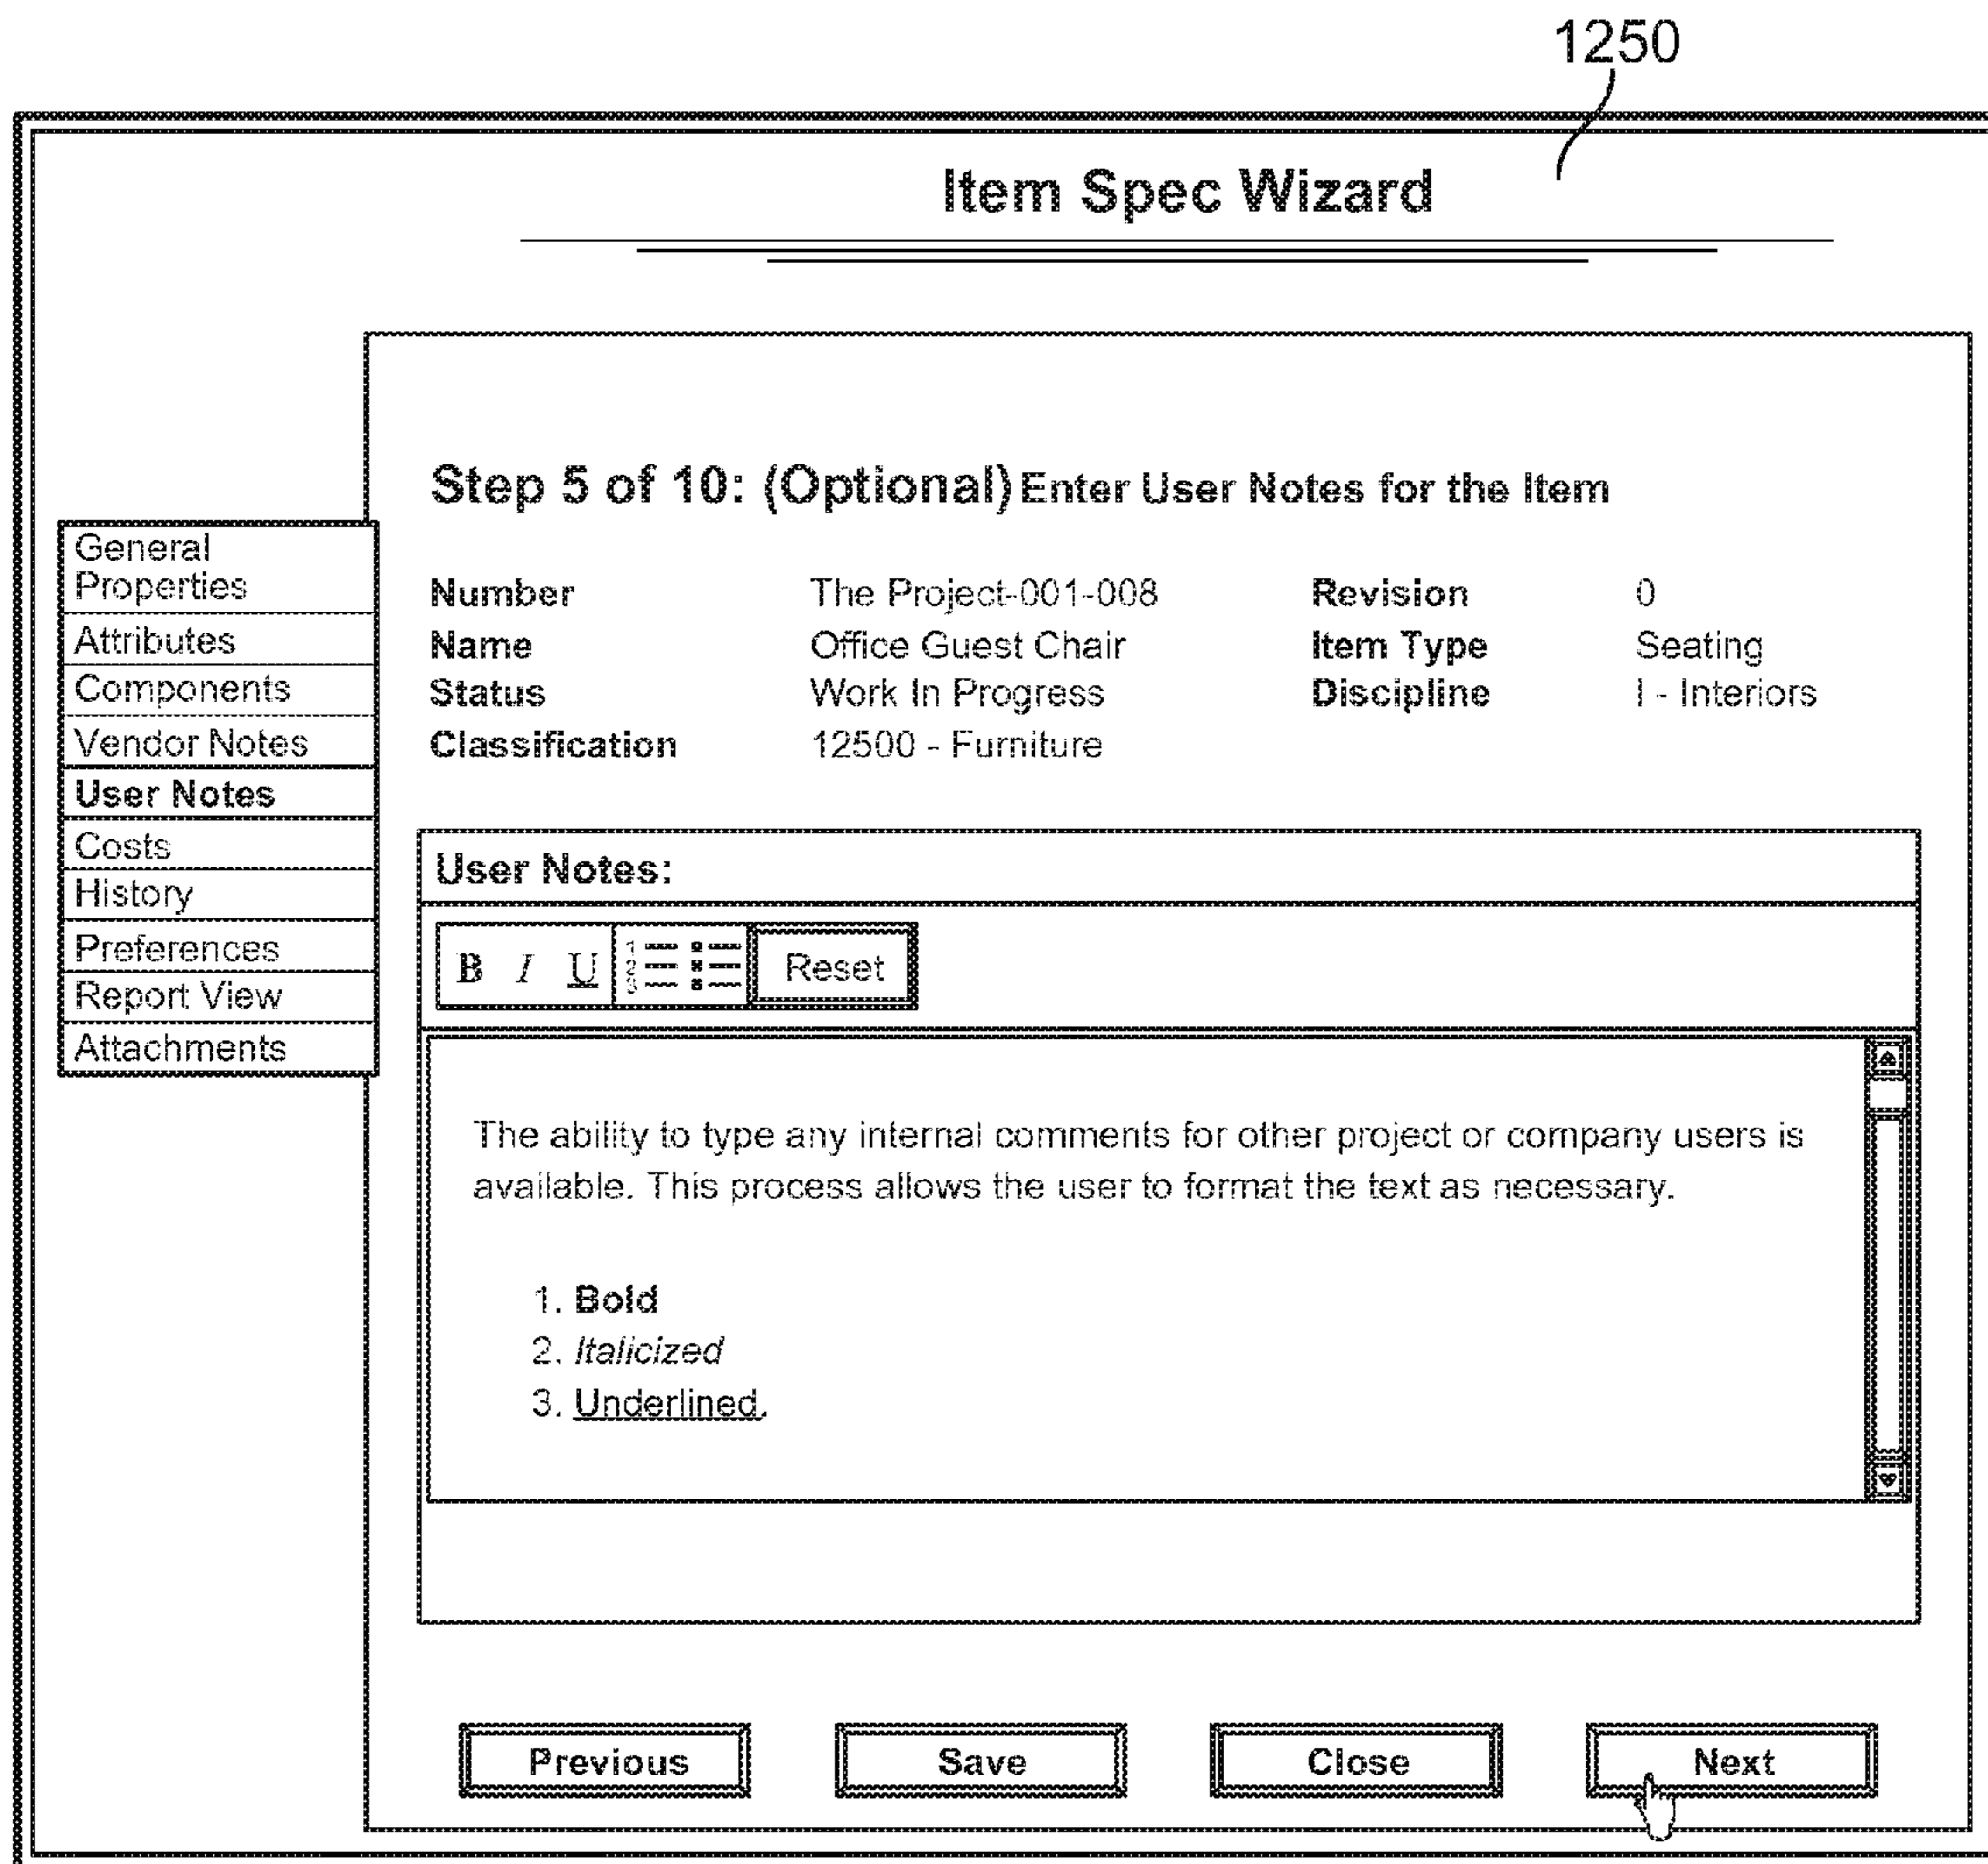 1250
Item Spec Wizard
Step 5 of 10: (Optional) Enter User Notes for the Item
General
Properties
Attributes
Components
Vendor Notes
User Notes
Costs
History
Preferences
Report View
Attachments
Number The Project-001-008 Revision 0
Name Office Guest Chair Item Type Seating
Status Work In Progress Discipline I - Interiors
Classification 12500 - Furniture
User Notes:
B I U 1 2 3 Reset
The ability to type any internal comments for other project or company users is
available. This process allows the user to format the text as necessary.
1. Bold
2. Italicized
3. Underlined.
Previous Save Close Next